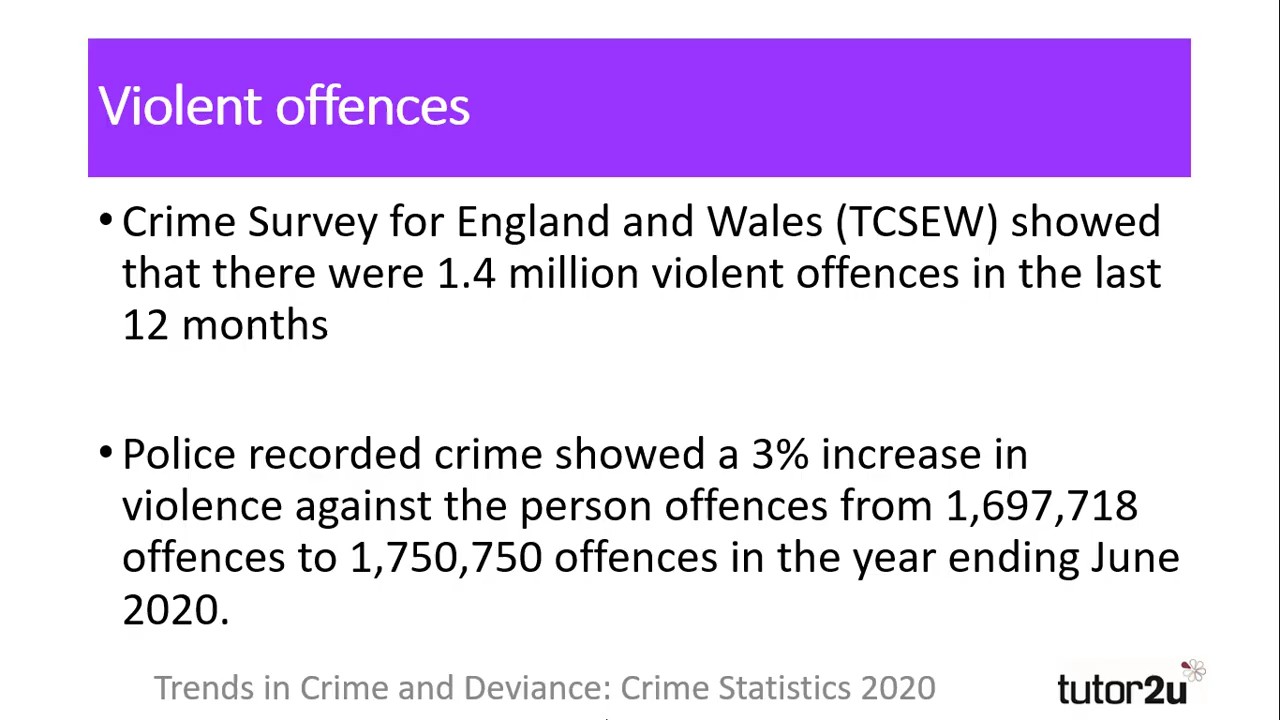 Violent offences
• Crime Survey for England and Wales (TCSEW) showed
that there were 1.4 million violent offences in the last
12 months
• Police recorded crime showed a 3% increase in
violence against the person offences from 1,697,718
offences to 1,750,750 offences in the year ending June
2020.
Trends in Crime and Deviance: Crime Statistics 2020
tutor2u